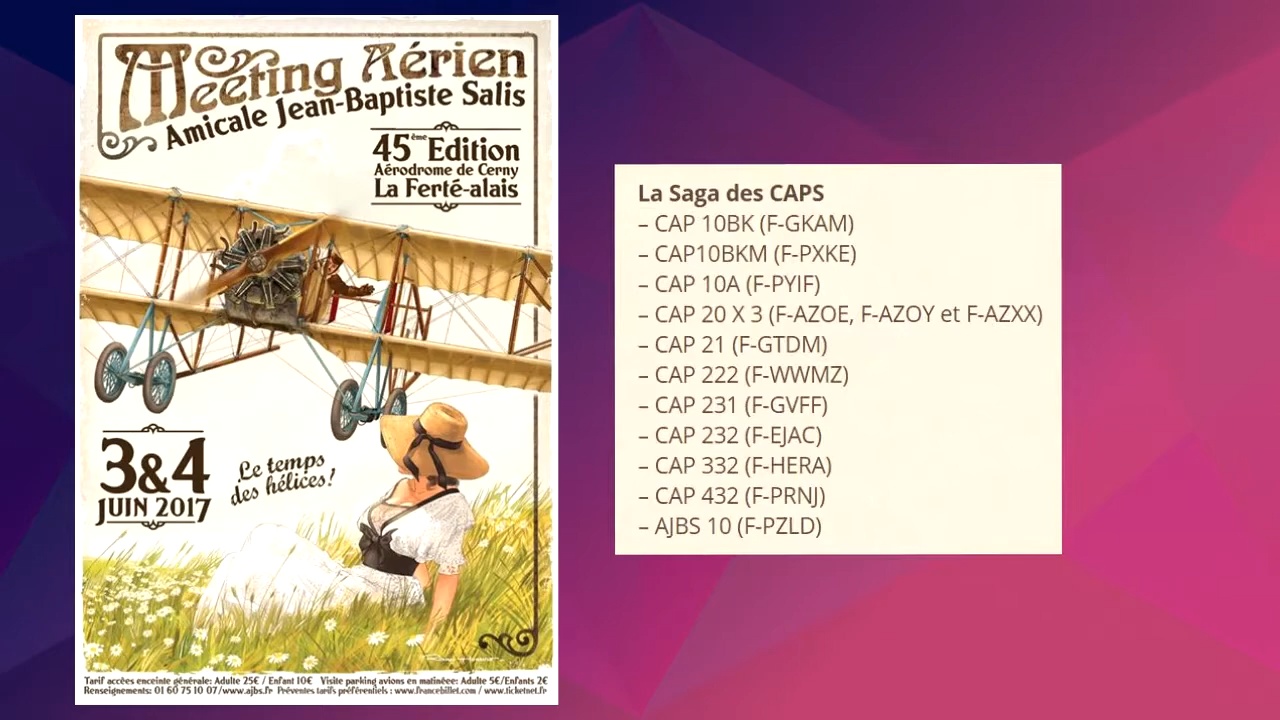 Meeting Aérien
Amicale Jean-Baptiste Salis
45ème Edition
Aérodrome de Cerny
La Ferté-alais
3&4
JUIN 2017
Le temps
des hélices!
Tarif accées enceinte générale: Adulte 25€ / Enfant 10€ Visite parking avions en matinéee: Adulte 5€/Enfants 2€
Renseignements: 01 60 75 10 07/www.ajbs.fr Préventes tarifs préférentiels : www.francebillet.com / www.ticketnet.fr
La Saga des CAPS
– CAP 10BK (F-GKAM)
– CAP10BKM (F-PXKE)
– CAP 10A (F-PYIF)
– CAP 20 X 3 (F-AZOE, F-AZOY et F-AZXX)
– CAP 21 (F-GTDM)
– CAP 222 (F-WWMZ)
– CAP 231 (F-GVFF)
– CAP 232 (F-EJAC)
– CAP 332 (F-HERA)
– CAP 432 (F-PRNJ)
– AJBS 10 (F-PZLD)